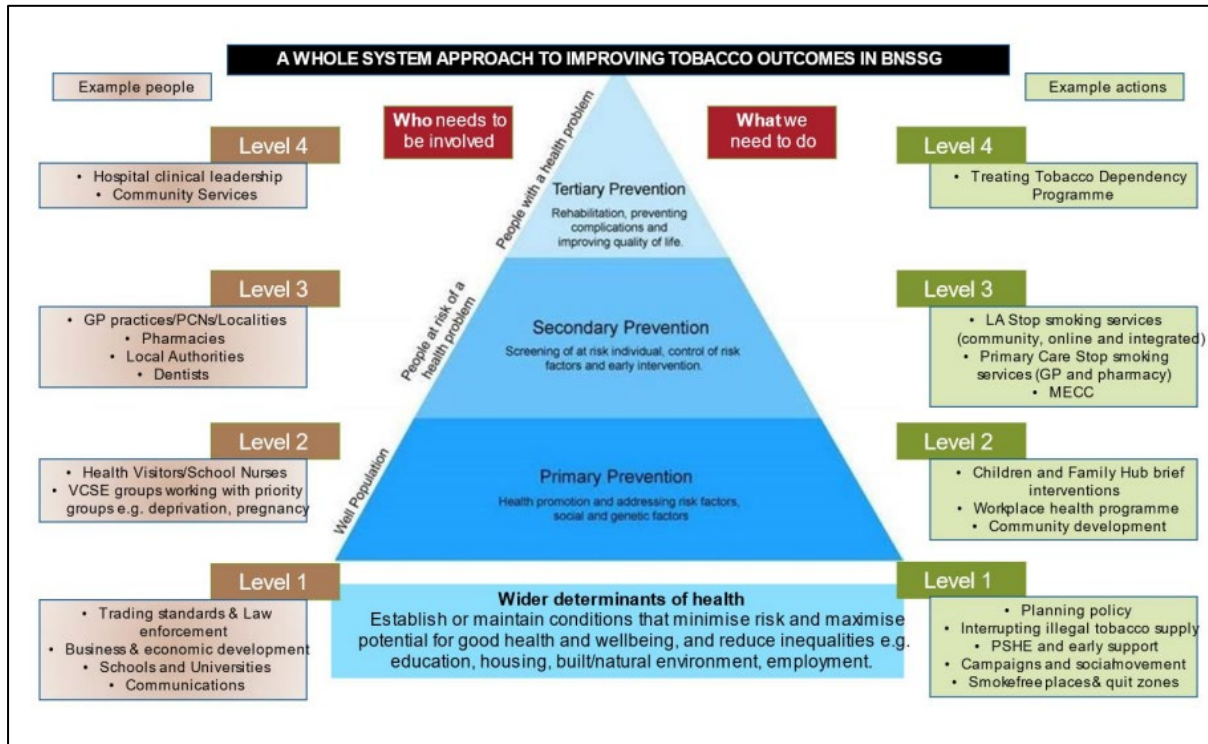 A WHOLE SYSTEM APPROACH TO IMPROVING TOBACCO OUTCOMES IN BNSSG
Example people
Example actions
Who needs to
be involved
What we
need to do
Level 4
• Hospital clinical leadership
• Community Services
Level 3
• GP practices/PCNs/Localities
• Pharmacies
• Local Authorities
• Dentists
Level 2
• Health Visitors/School Nurses
• VCSE groups working with priority
groups e.g. deprivation, pregnancy
Level 1
• Trading standards & Law
enforcement
• Business & economic development
• Schools and Universities
• Communications
People with a health problem
Tertiary Prevention
Rehabilitation, preventing
complications and
improving quality of life.
People at risk of a
health problem
Secondary Prevention
Screening of at risk individual, control of risk
factors and early intervention.
Well Population
Primary Prevention
Health promotion and addressing risk factors,
social and genetic factors
Wider determinants of health
Establish or maintain conditions that minimise risk and maximise
potential for good health and wellbeing, and reduce inequalities e.g.
education, housing, built/natural environment, employment.
Level 4
• Treating Tobacco Dependency
Programme
Level 3
• LA Stop smoking services
(community, online and integrated)
• Primary Care Stop smoking
services (GP and pharmacy)
• MECC
Level 2
• Children and Family Hub brief
interventions
• Workplace health programme
• Community development
Level 1
• Planning policy
• Interrupting illegal tobacco supply
• PSHE and early support
• Campaigns and socialmovement
• Smokefree places & quit zones